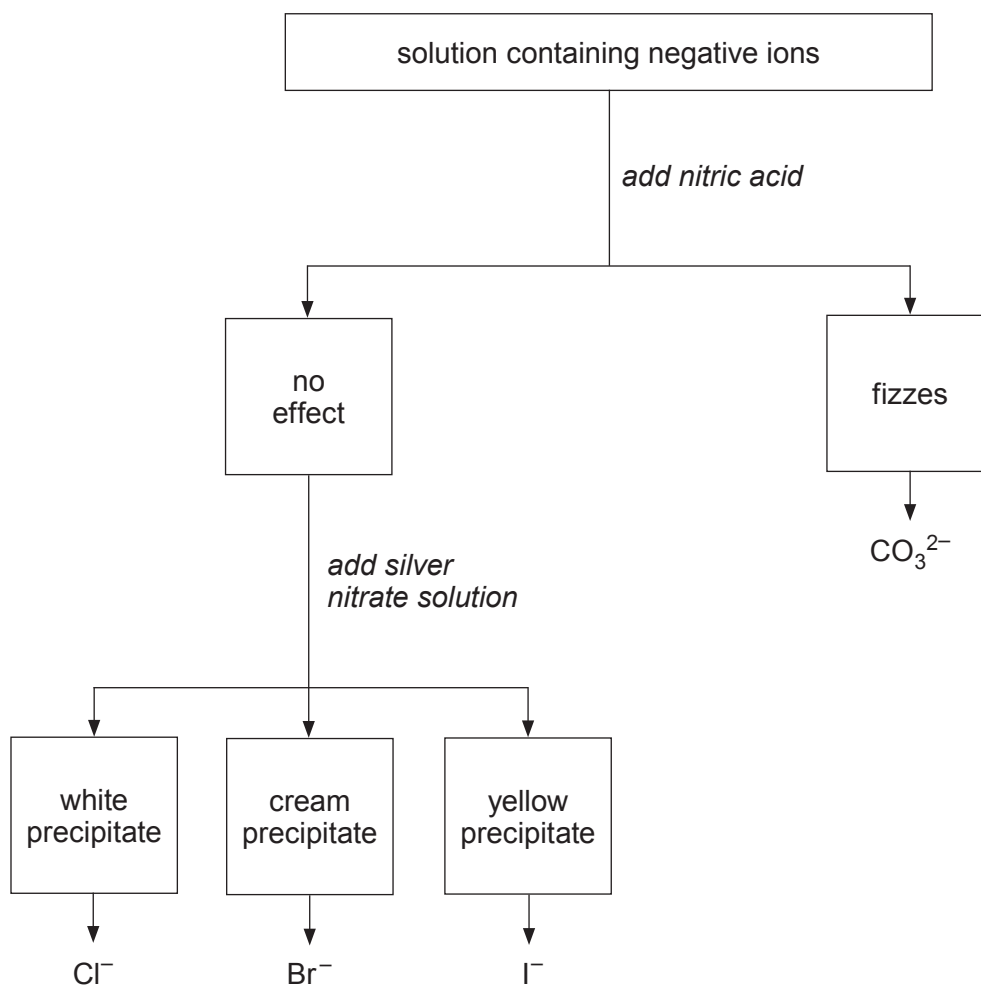 solution containing negative ions
add nitric acid
no
effect
fizzes
CO₃²⁻
add silver
nitrate solution
white
precipitate
cream
precipitate
yellow
precipitate
Cl⁻
Br⁻
I⁻